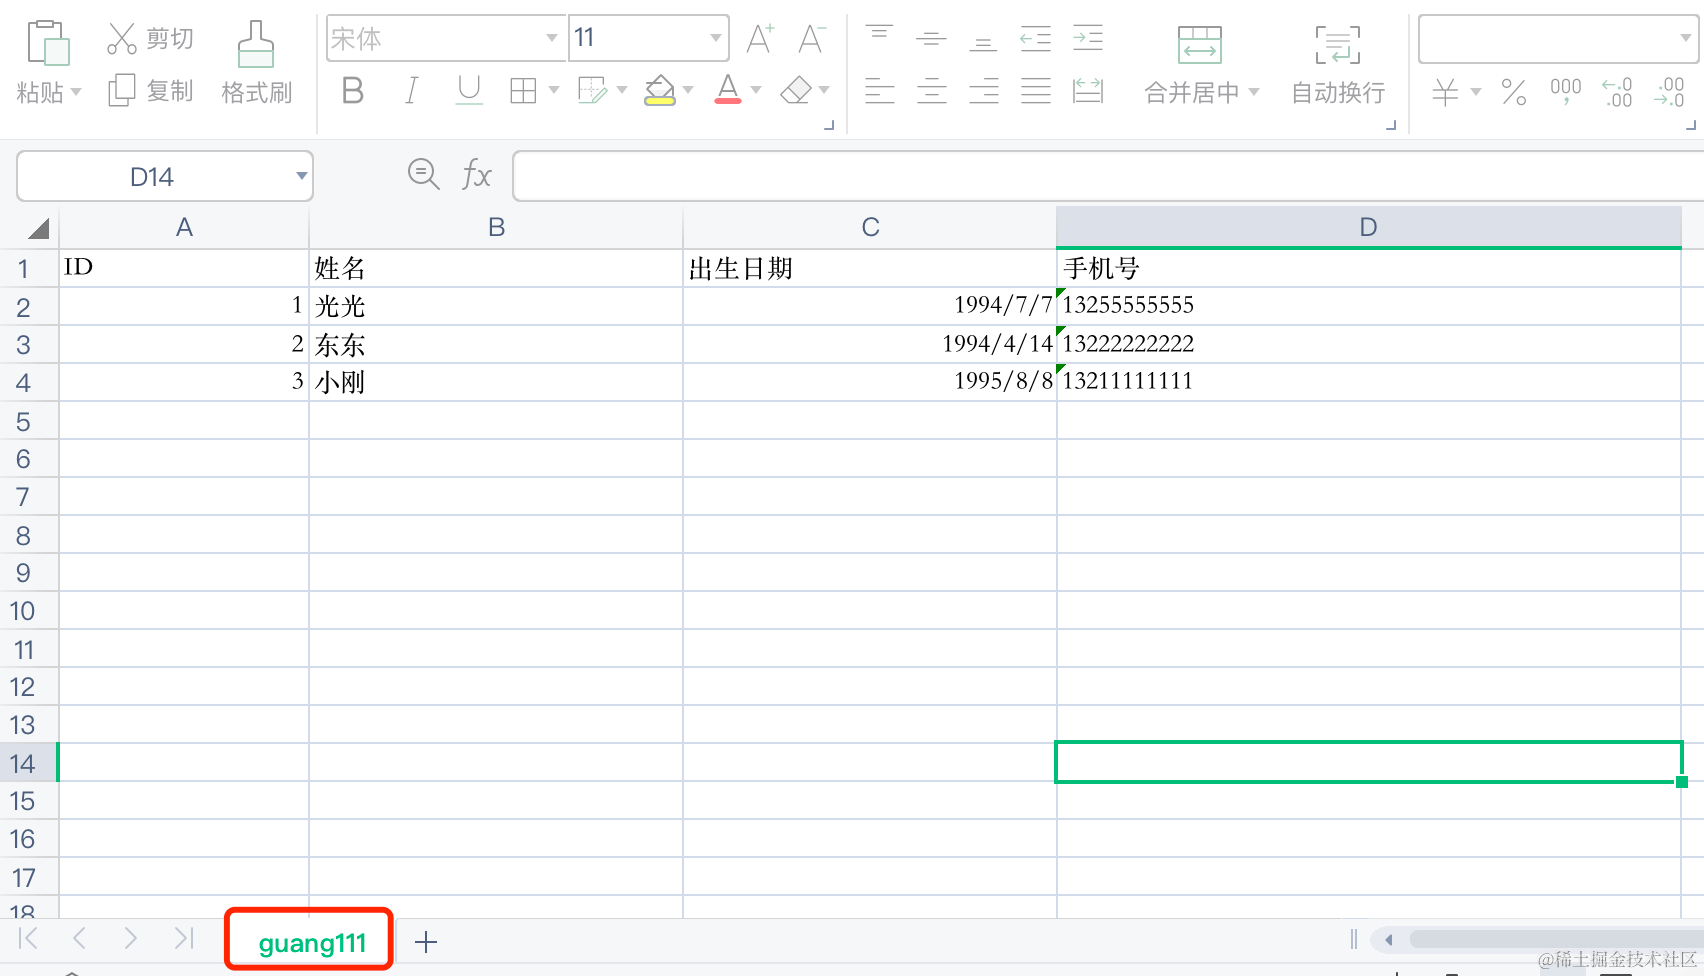 剪切
宋体
11
粘贴
复制
格式刷
B I U
A
合并居中
自动换行
¥ % 000 , .0 .00 .00 .0
D14
fx
A B C D
1 ID 姓名 出生日期 手机号
2 1 光光 1994/7/7 13255555555
3 2 东东 1994/4/14 13222222222
4 3 小刚 1995/8/8 13211111111
5
6
7
8
9
10
11
12
13
14
15
16
17
18
guang111
@稀土掘金技术社区